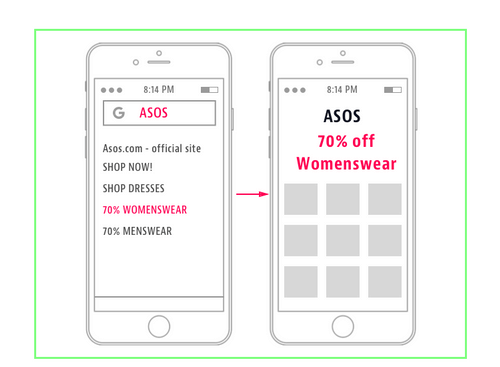 8:14 PM
G ASOS
Asos.com - official site
SHOP NOW!
SHOP DRESSES
70% WOMENSWEAR
70% MENSWEAR
8:14 PM
ASOS
70% off
Womenswear